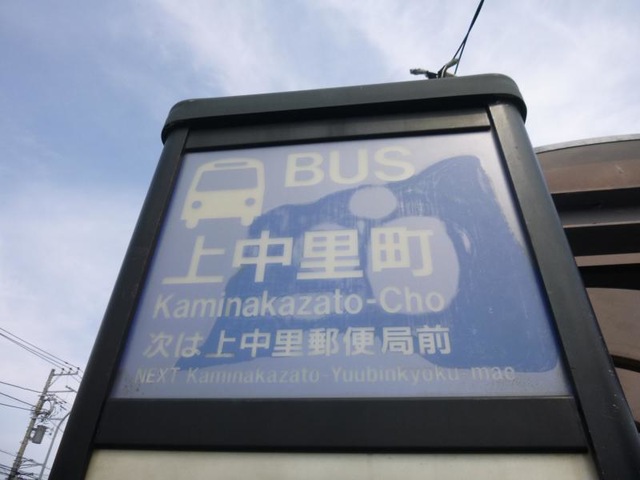 BUS
上中里町
Kaminakazato-Cho
次は上中里郵便局前
NEXT Kaminakazato-Yuubinkyoku-mae